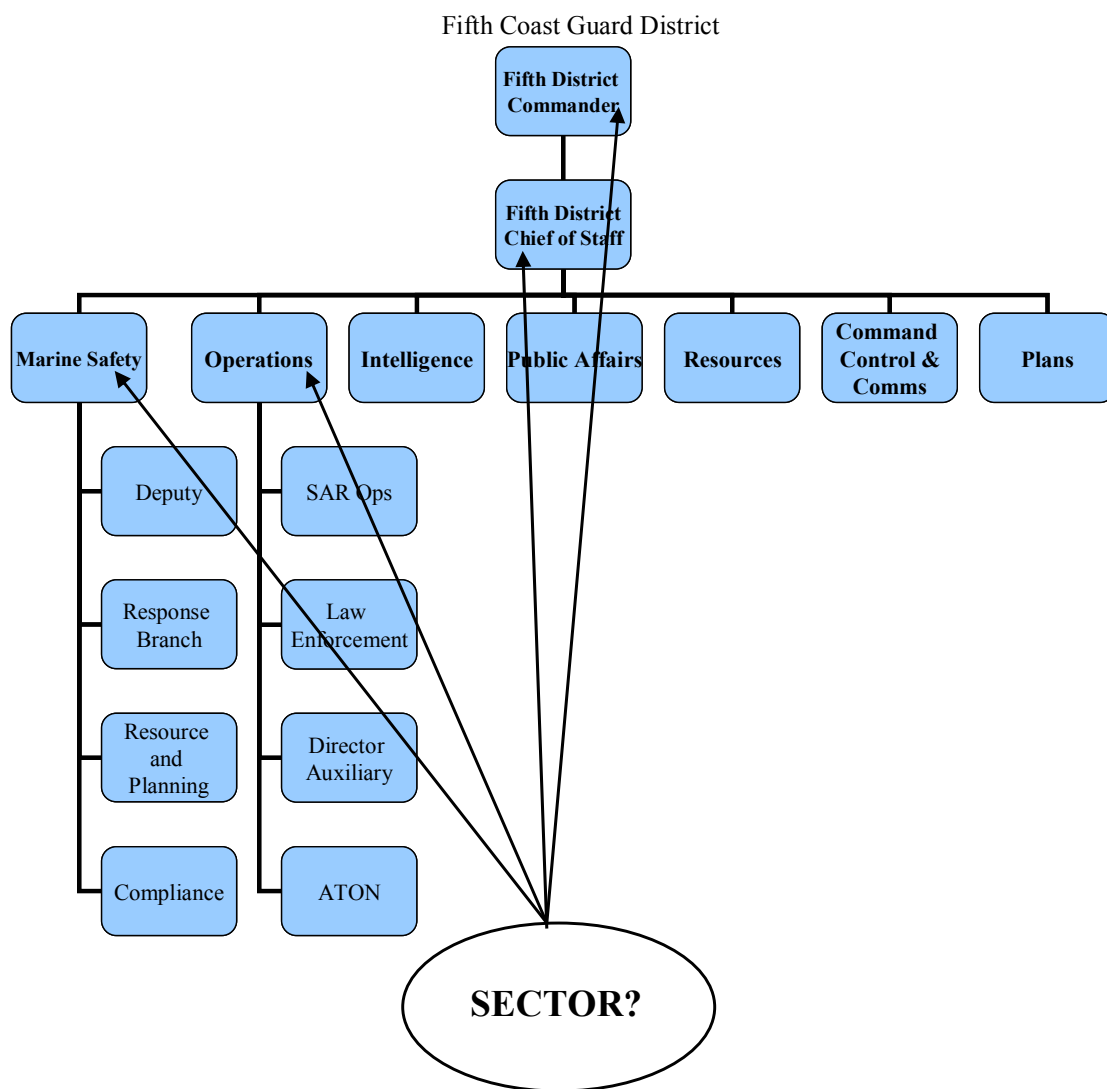 Fifth Coast Guard District
Fifth District
Commander
Fifth District
Chief of Staff
Marine Safety
Operations
Intelligence
Public Affairs
Resources
Command
Control &
Comms
Plans
Deputy
SAR Ops
Response
Branch
Law
Enforcement
Resource
and
Planning
Director
Auxiliary
Compliance
ATON
SECTOR?